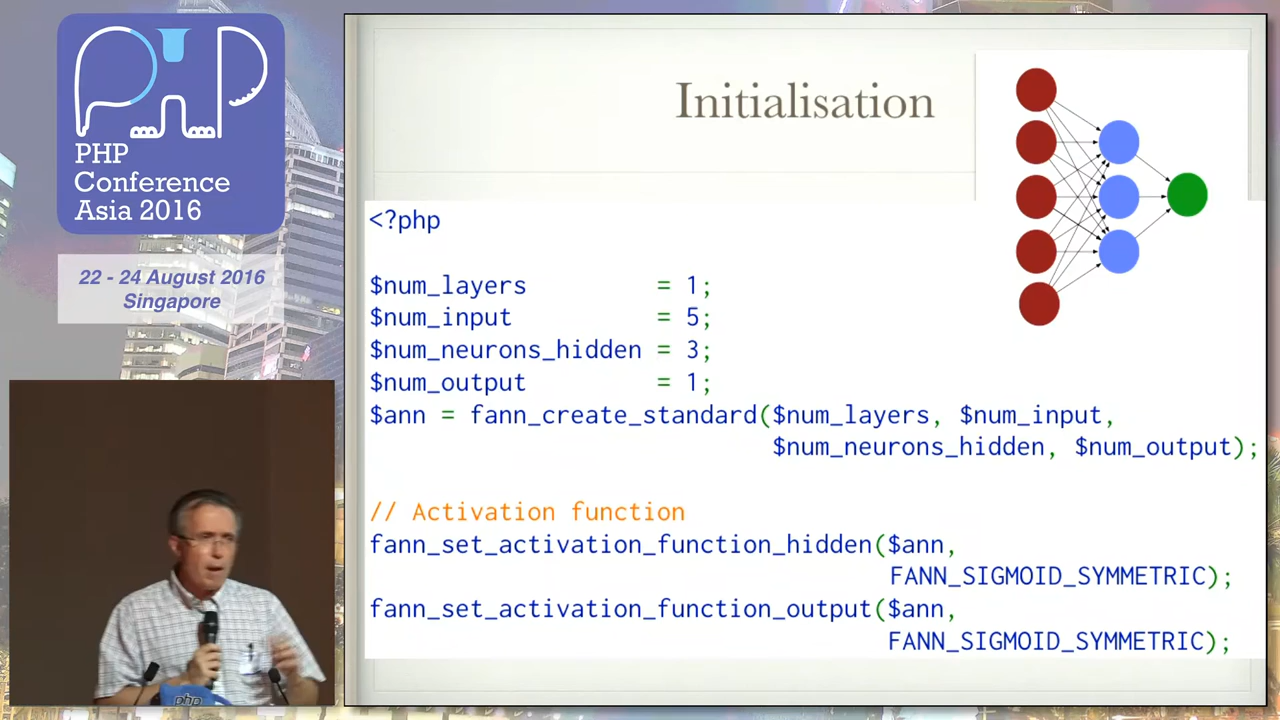 PHP
Conference
Asia 2016
22 - 24 August 2016
Singapore
Initialisation
<?php
$num_layers = 1;
$num_input = 5;
$num_neurons_hidden = 3;
$num_output = 1;
$ann = fann_create_standard($num_layers, $num_input,
$num_neurons_hidden, $num_output);
// Activation function
fann_set_activation_function_hidden($ann,
FANN_SIGMOID_SYMMETRIC);
fann_set_activation_function_output($ann,
FANN_SIGMOID_SYMMETRIC);
php